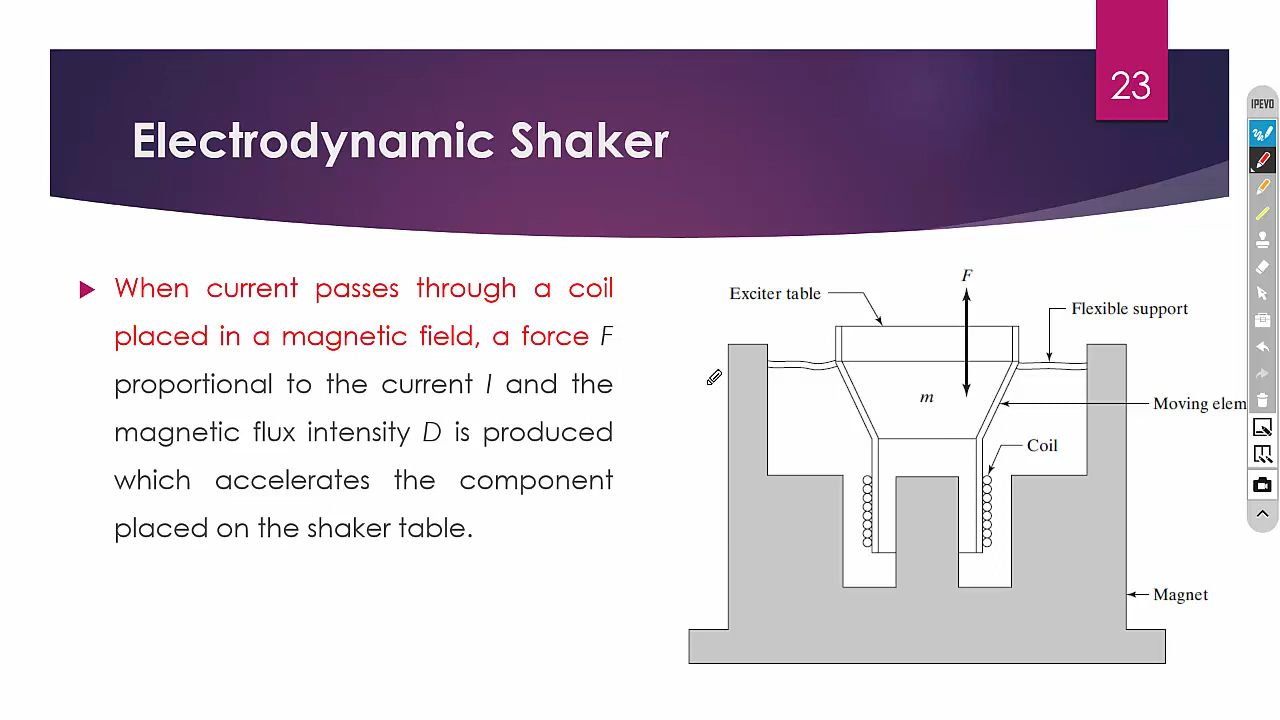 23
IPEVO
Electrodynamic Shaker
When current passes through a coil
placed in a magnetic field, a force F
proportional to the current I and the
magnetic flux intensity D is produced
which accelerates the component
placed on the shaker table.
F
Exciter table
Flexible support
m
Moving elem
Coil
Magnet